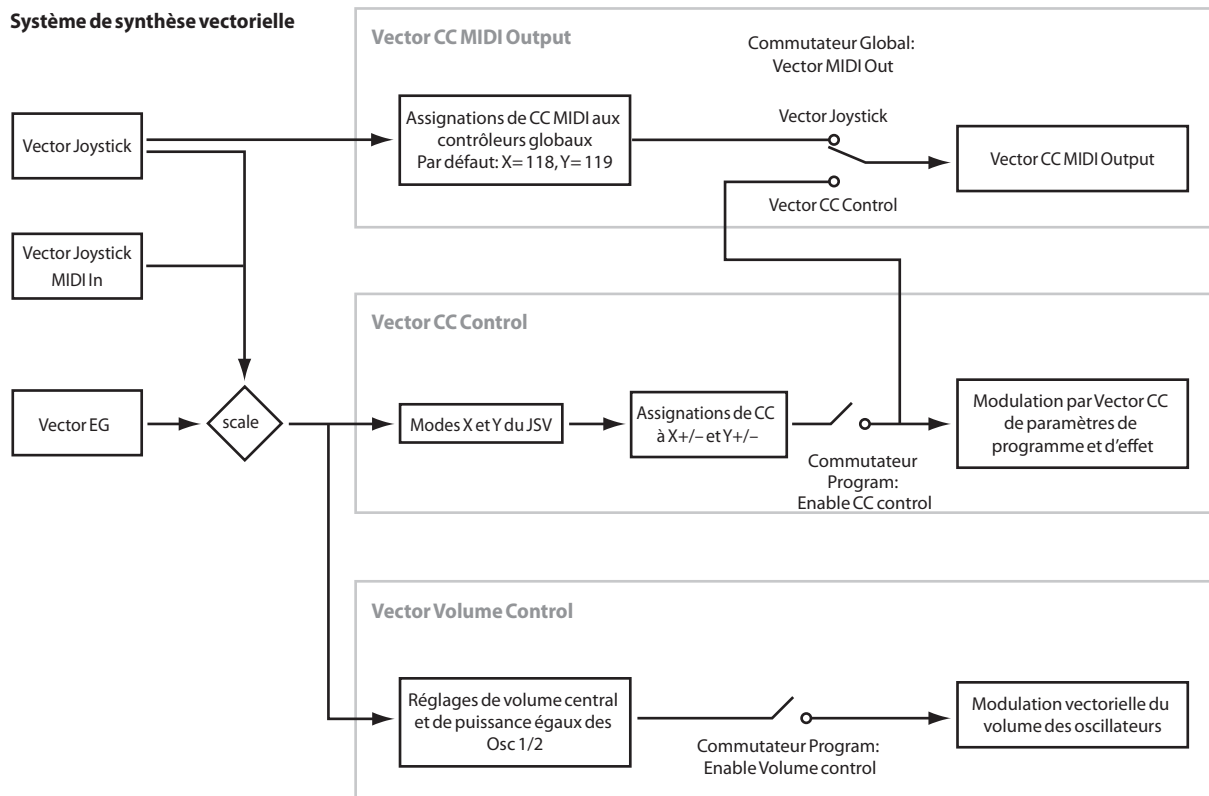 Système de synthèse vectorielle
Vector CC MIDI Output
Commutateur Global:
Vector MIDI Out
Vector Joystick
Assignations de CC MIDI aux
contrôleurs globaux
Par défaut: X= 118, Y= 119
Vector Joystick
Vector CC MIDI Output
Vector CC Control
Vector Joystick
MIDI In
Vector CC Control
Vector EG
scale
Modes X et Y du JSV
Assignations de CC
à X+/– et Y+/–
Commutateur
Program:
Enable CC control
Modulation par Vector CC
de paramètres de
programme et d'effet
Vector Volume Control
Réglages de volume central
et de puissance égaux des
Osc 1/2
Commutateur Program:
Enable Volume control
Modulation vectorielle du
volume des oscillateurs